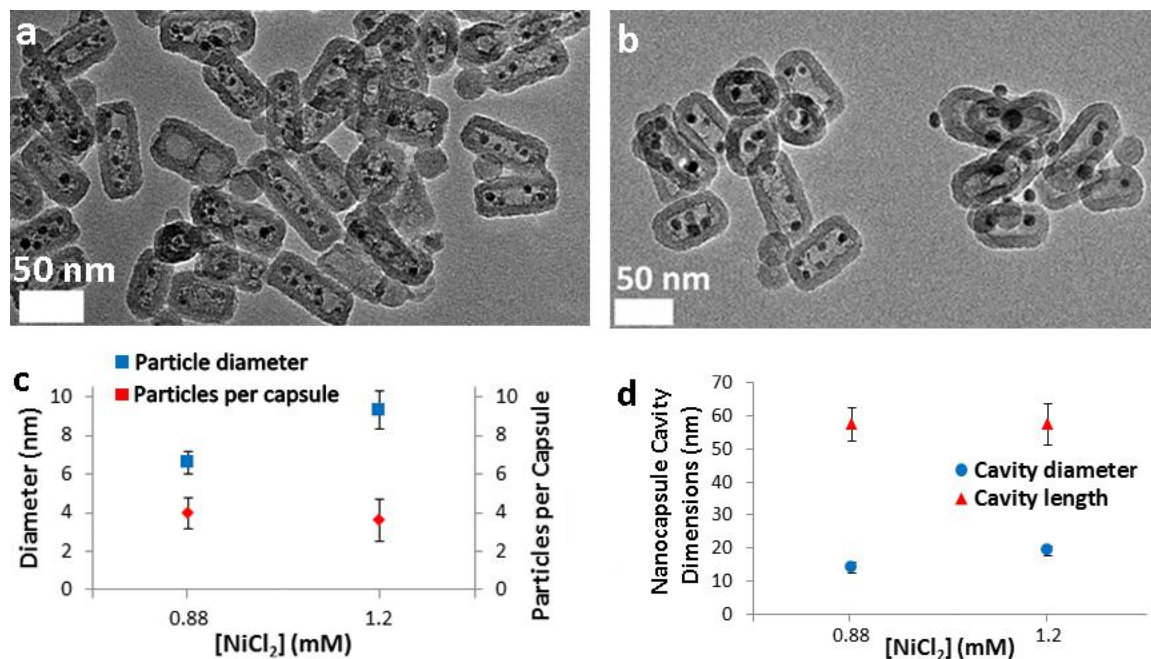 a
50 nm
b
50 nm
c
Particle diameter
Particles per capsule
Diameter (nm)
10
8
6
4
2
0
10
8
6
4
2
0
Particles per Capsule
0.88
1.2
[NiCl₂] (mM)
d
Nanocapsule Cavity
Dimensions (nm)
70
60
50
40
30
20
10
0
Cavity diameter
Cavity length
0.88
1.2
[NiCl₂] (mM)